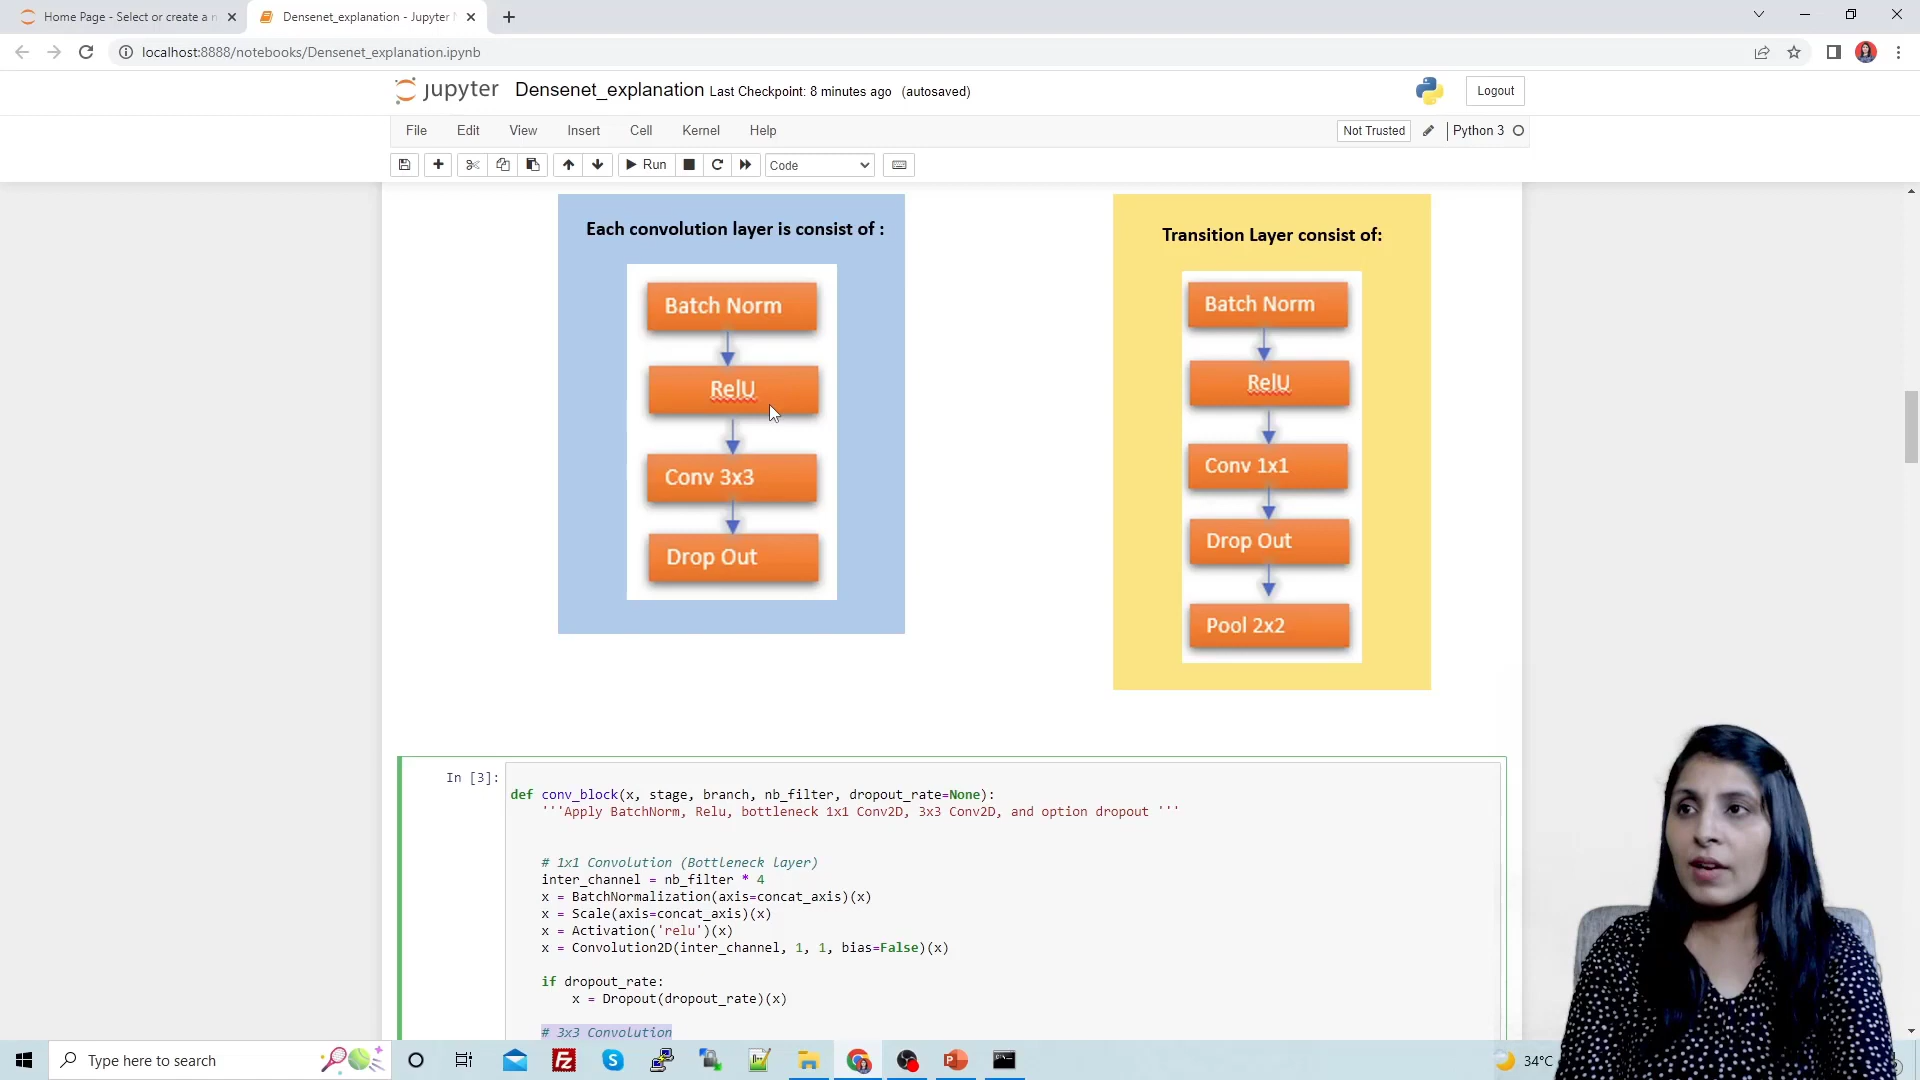 Home Page - Select or create a n
Densenet_explanation - Jupyter N
localhost:8888/notebooks/Densenet_explanation.ipynb
jupyter Densenet_explanation Last Checkpoint: 8 minutes ago (autosaved)
Logout
File Edit View Insert Cell Kernel Help
Not Trusted Python 3
Run Code
Each convolution layer is consist of :
Batch Norm
RelU
Conv 3x3
Drop Out
Transition Layer consist of:
Batch Norm
RelU
Conv 1x1
Drop Out
Pool 2x2
In [3]:
def conv_block(x, stage, branch, nb_filter, dropout_rate=None):
'''Apply BatchNorm, Relu, bottleneck 1x1 Conv2D, 3x3 Conv2D, and option dropout '''
# 1x1 Convolution (Bottleneck layer)
inter_channel = nb_filter * 4
x = BatchNormalization(axis=concat_axis)(x)
x = Scale(axis=concat_axis)(x)
x = Activation('relu')(x)
x = Convolution2D(inter_channel, 1, 1, bias=False)(x)
if dropout_rate:
x = Dropout(dropout_rate)(x)
# 3x3 Convolution
Type here to search
34°C